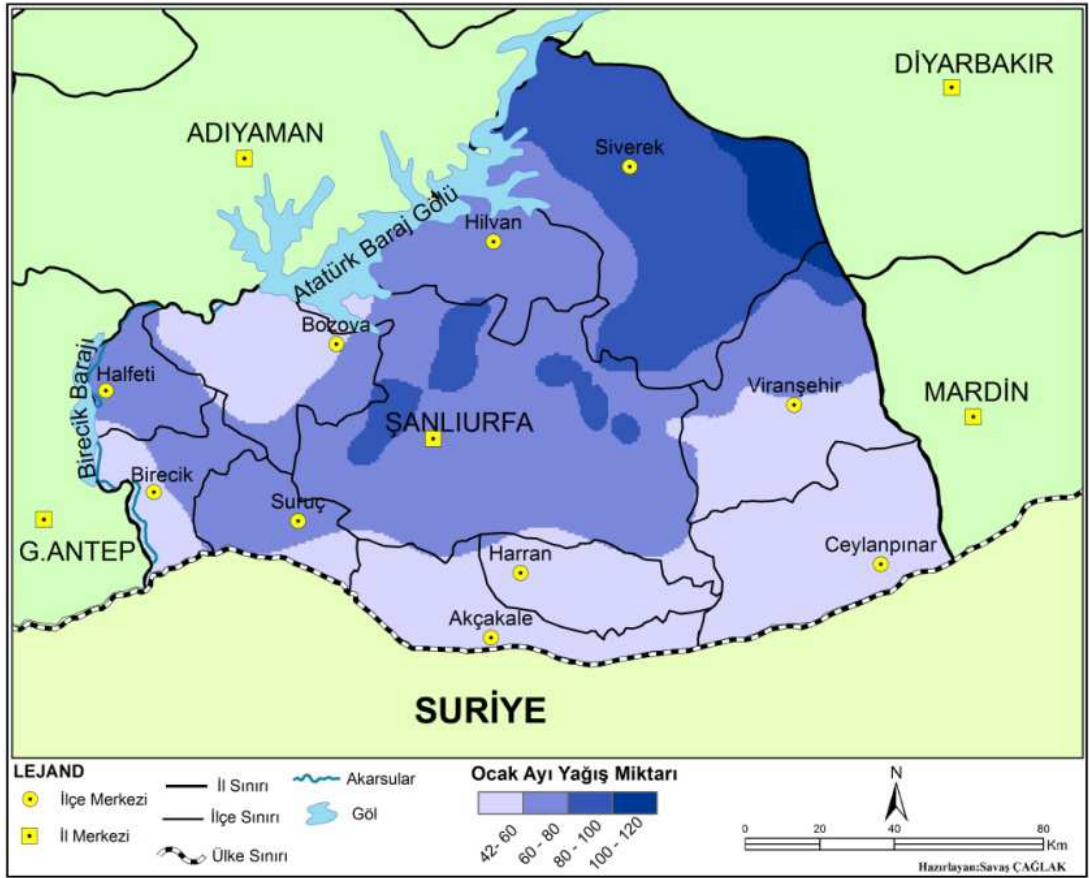 DİYARBAKIR
ADIYAMAN
Siverek
Atatürk Baraj Gölü
Hilvan
Bozova
Birecik Barajı
Halfeti
Viranşehir
MARDİN
ŞANLIURFA
Birecik
Suruç
G.ANTEP
Harran
Ceylanpınar
Akçakale
SURİYE
LEJAND
İlçe Merkezi
İl Merkezi
İl Sınırı
İlçe Sınırı
Ülke Sınırı
Akarsular
Göl
Ocak Ayı Yağış Miktarı
42- 60
60 - 80
80 - 100
100 - 120
N
0 20 40 80
Km
Hazırlayan:Savaş ÇAĞLAK